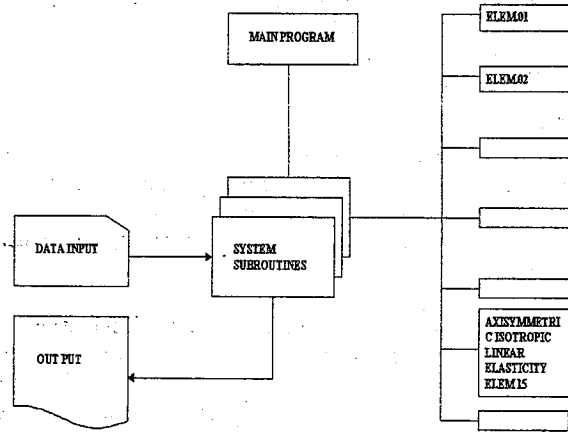 MAIN PROGRAM
ELEM.01
ELEM.02
DATA INPUT
SYSTEM
SUBROUTINES
OUT PUT
AXISYMMETRI
C ISOTROPIC
LINEAR
ELASTICITY
ELEM 15